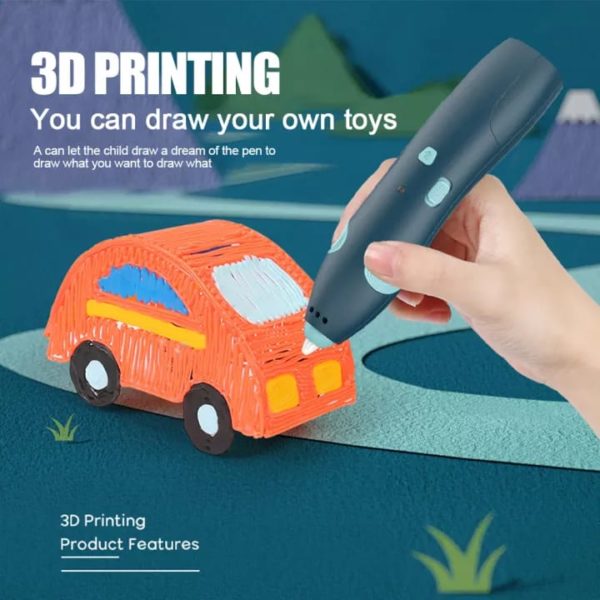 3D PRINTING
You can draw your own toys
A can let the child draw a dream of the pen to
draw what you want to draw what
3D Printing
Product Features